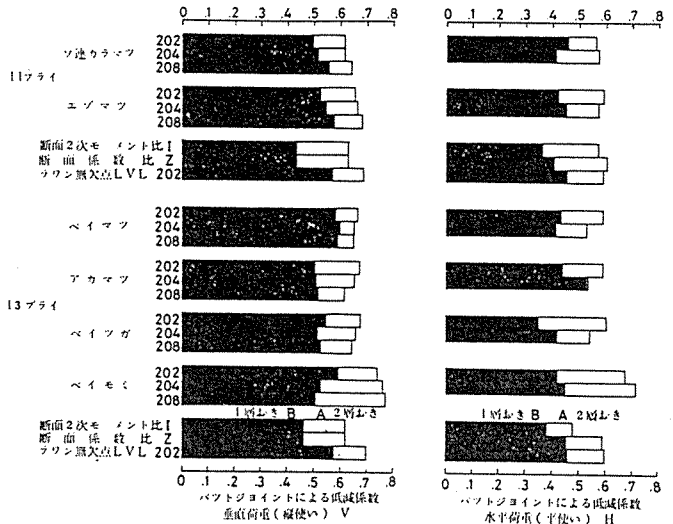 0 .1 .2 .3 .4 .5 .6 .7 .8
0 .1 .2 .3 .4 .5 .6 .7 .8
ソ連カラマツ
202
204
208
11プライ
エゾマツ
202
204
208
断面2次モーメント比I
断面係数比Z
ラワン無欠点LVL 202
ベイマツ
202
204
208
アカマツ
202
204
208
13プライ
ベイツガ
202
204
208
ベイモミ
202
204
208
1層おき B A 2層おき
1層おき B A 2層おき
断面2次モーメント比I
断面係数比Z
ラワン無欠点LVL 202
0 .1 .2 .3 .4 .5 .6 .7 .8
バットジョイントによる低減係数
垂直荷重(縦使い) V
0 .1 .2 .3 .4 .5 .6 .7 .8
バットジョイントによる低減係数
水平荷重(平使い) H